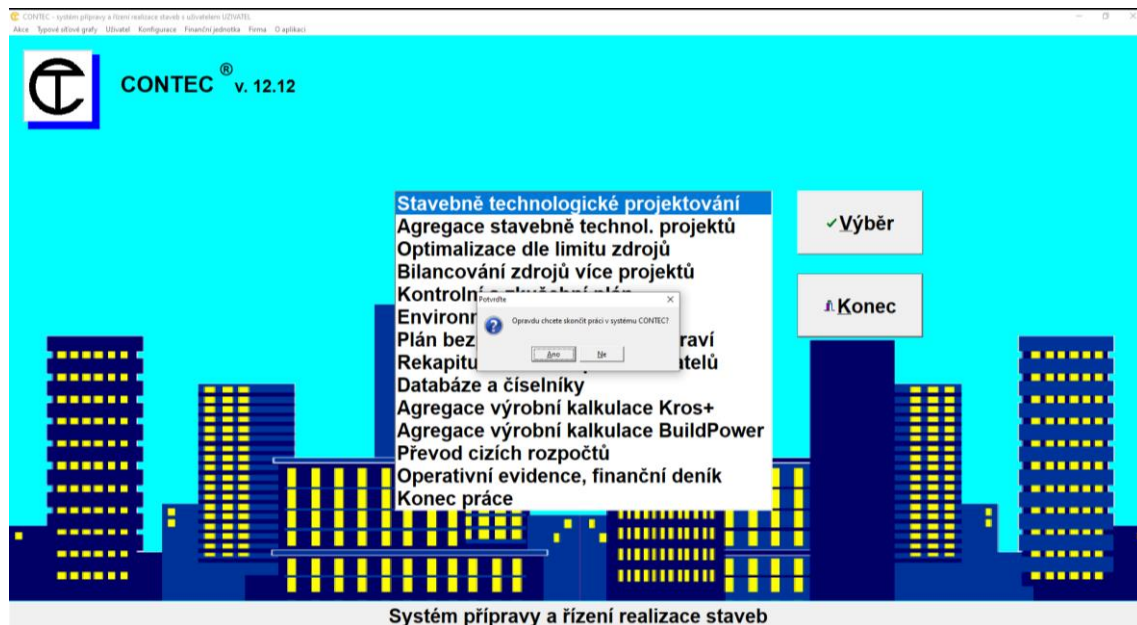 CONTEC - systém přípravy a řízení realizace staveb s uživatelem UZIVATEL
Akce Typové síťové grafy Uživatel Konfigurace Finanční jednotka Firma O aplikaci
CONTEC ® v. 12.12
Stavebně technologické projektování
Agregace stavebně technol. projektů
Optimalizace dle limitu zdrojů
Bilancování zdrojů více projektů
Kontrolní
Environ
Plán bez raví
Rekapitu atelů
Databáze a číselníky
Agregace výrobní kalkulace Kros+
Agregace výrobní kalkulace BuildPower
Převod cizích rozpočtů
Operativní evidence, finanční deník
Konec práce
Výběr
Konec
Potvrďte
Opravdu chcete skončit práci v systému CONTEC?
Ano Ne
Systém přípravy a řízení realizace staveb